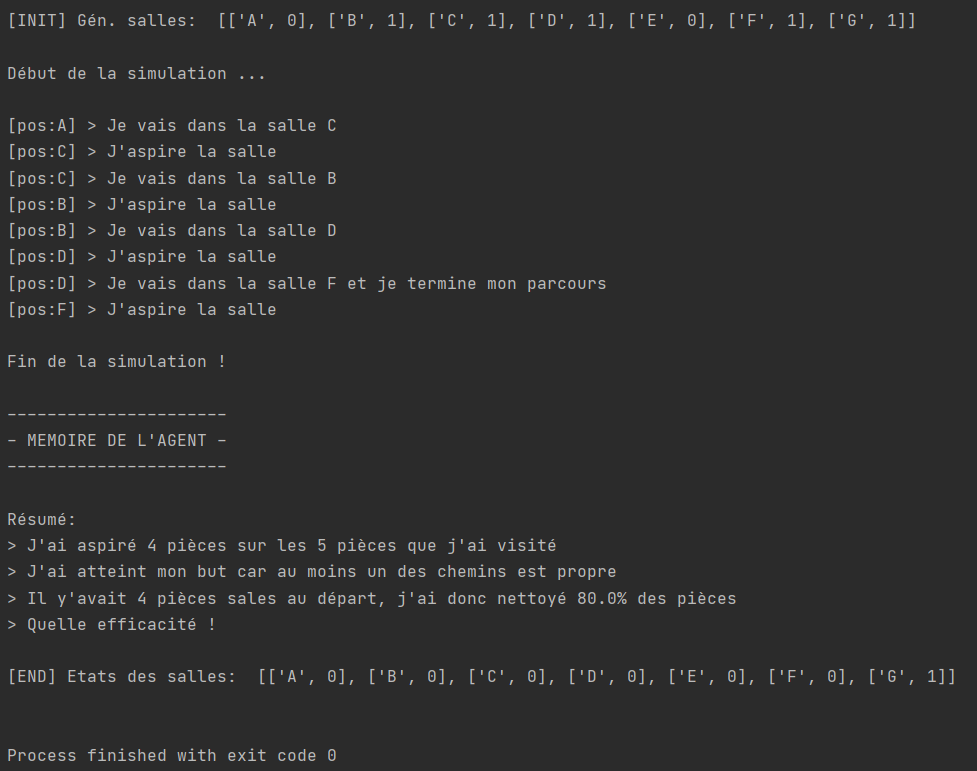 [INIT] Gén. salles:  [['A', 0], ['B', 1], ['C', 1], ['D', 1], ['E', 0], ['F', 1], ['G', 1]]
Début de la simulation ...
[pos:A] > Je vais dans la salle C
[pos:C] > J'aspire la salle
[pos:C] > Je vais dans la salle B
[pos:B] > J'aspire la salle
[pos:B] > Je vais dans la salle D
[pos:D] > J'aspire la salle
[pos:D] > Je vais dans la salle F et je termine mon parcours
[pos:F] > J'aspire la salle
Fin de la simulation !
----------------------
- MEMOIRE DE L'AGENT -
----------------------
Résumé:
> J'ai aspiré 4 pièces sur les 5 pièces que j'ai visité
> J'ai atteint mon but car au moins un des chemins est propre
> Il y'avait 4 pièces sales au départ, j'ai donc nettoyé 80.0% des pièces
> Quelle efficacité !
[END] Etats des salles:  [['A', 0], ['B', 0], ['C', 0], ['D', 0], ['E', 0], ['F', 0], ['G', 1]]
Process finished with exit code 0